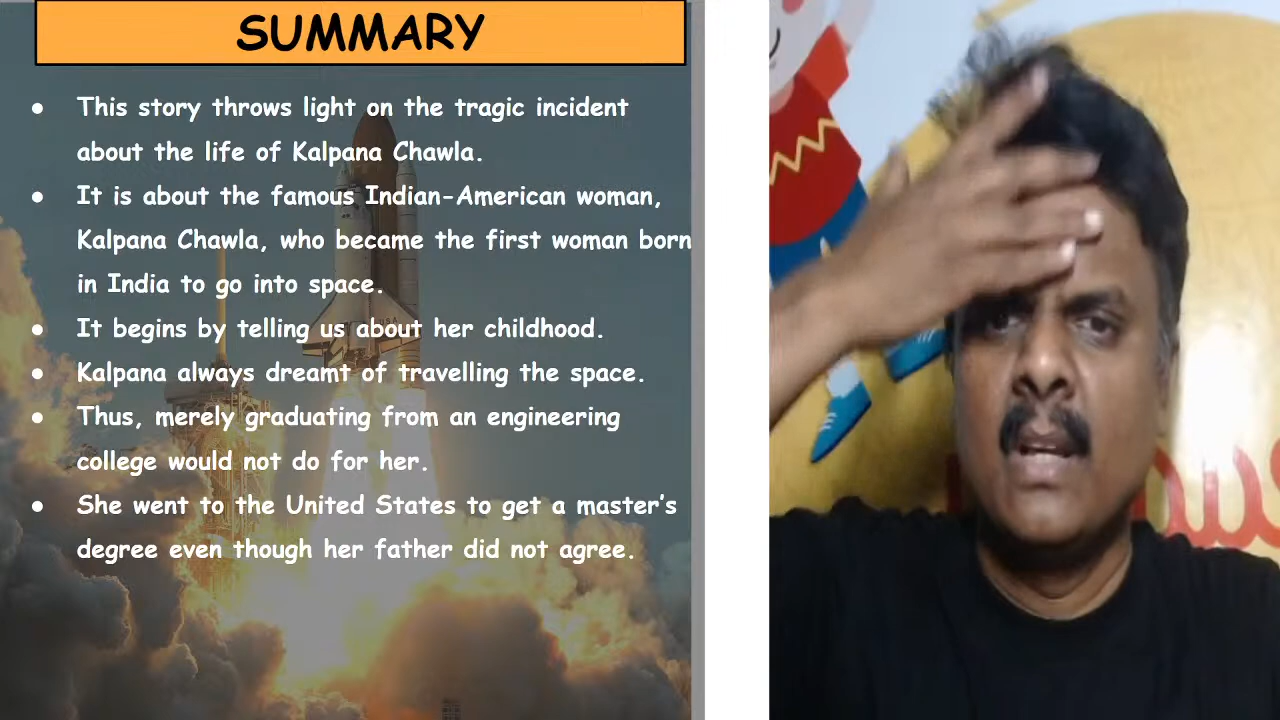 SUMMARY
● This story throws light on the tragic incident
about the life of Kalpana Chawla.
● It is about the famous Indian-American woman,
Kalpana Chawla, who became the first woman born
in India to go into space.
● It begins by telling us about her childhood.
● Kalpana always dreamt of travelling the space.
● Thus, merely graduating from an engineering
college would not do for her.
● She went to the United States to get a master's
degree even though her father did not agree.